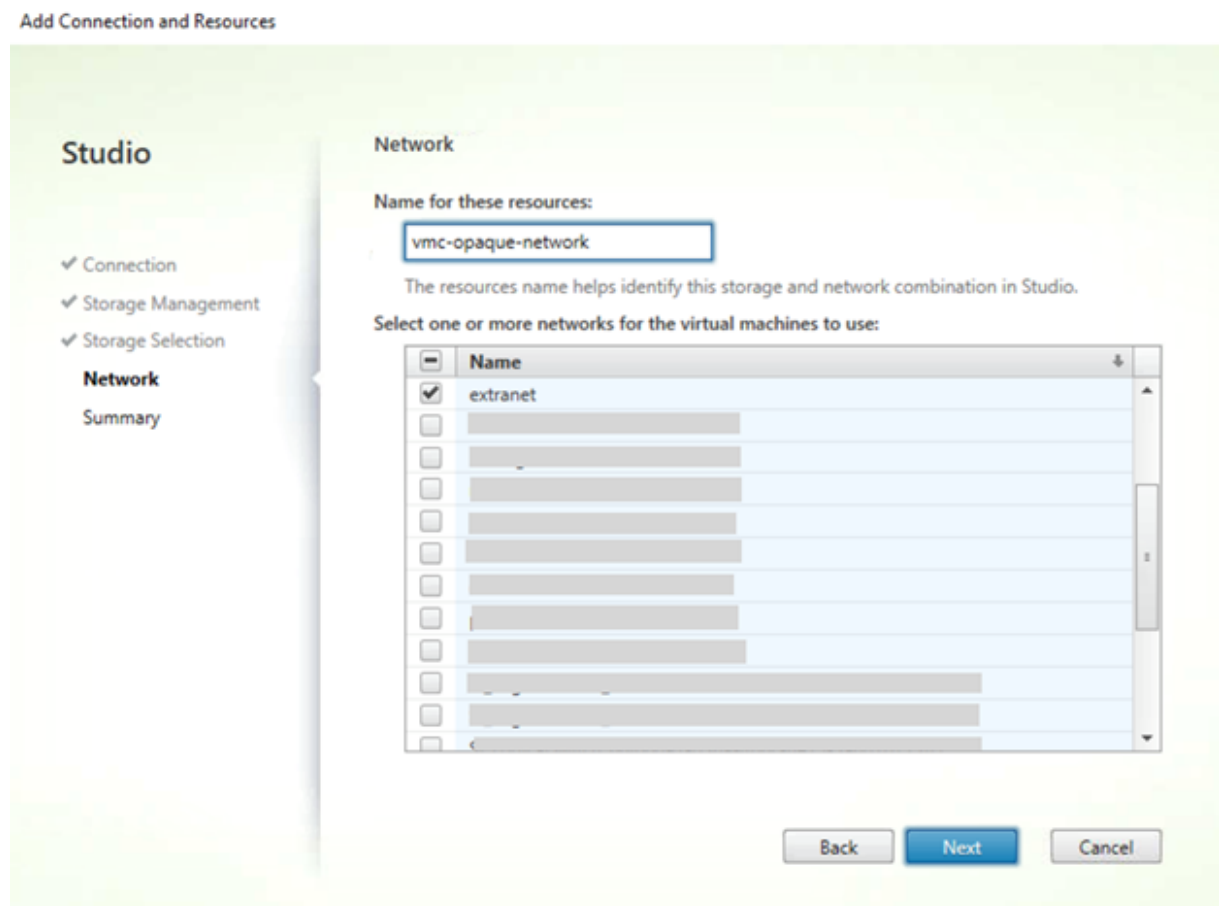 Add Connection and Resources
Studio
Connection
Storage Management
Storage Selection
Network
Summary
Network
Name for these resources:
vmc-opaque-network
The resources name helps identify this storage and network combination in Studio.
Select one or more networks for the virtual machines to use:
Name
extranet
Back
Next
Cancel